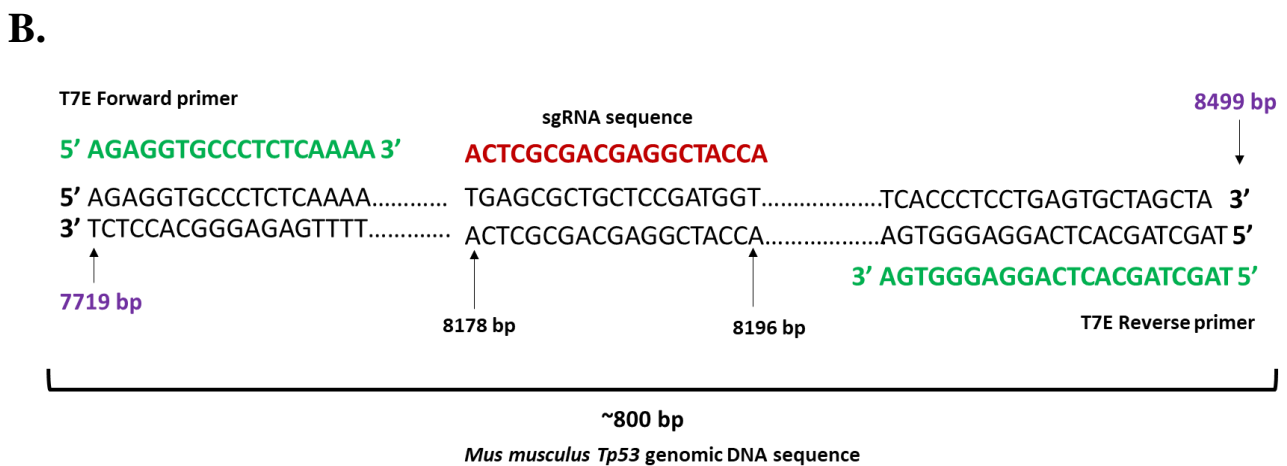 B.
T7E Forward primer
8499 bp
sgRNA sequence
5’ AGAGGTGCCCTCTCAAAA 3’
ACTCGCGACGAGGCTACCA
5’ AGAGGTGCCCTCTCAAAA............ TGAGCGCTGCTCCGATGGT..................TCACCCTCCTGAGTGCTAGCTA 3’
3’ TCTCCACGGGAGAGTTTT............. ACTCGCGACGAGGCTACCA..................AGTGGGAGGACTCACGATCGAT 5’
3’ AGTGGGAGGACTCACGATCGAT 5’
7719 bp
8178 bp
8196 bp
T7E Reverse primer
~800 bp
Mus musculus Tp53 genomic DNA sequence